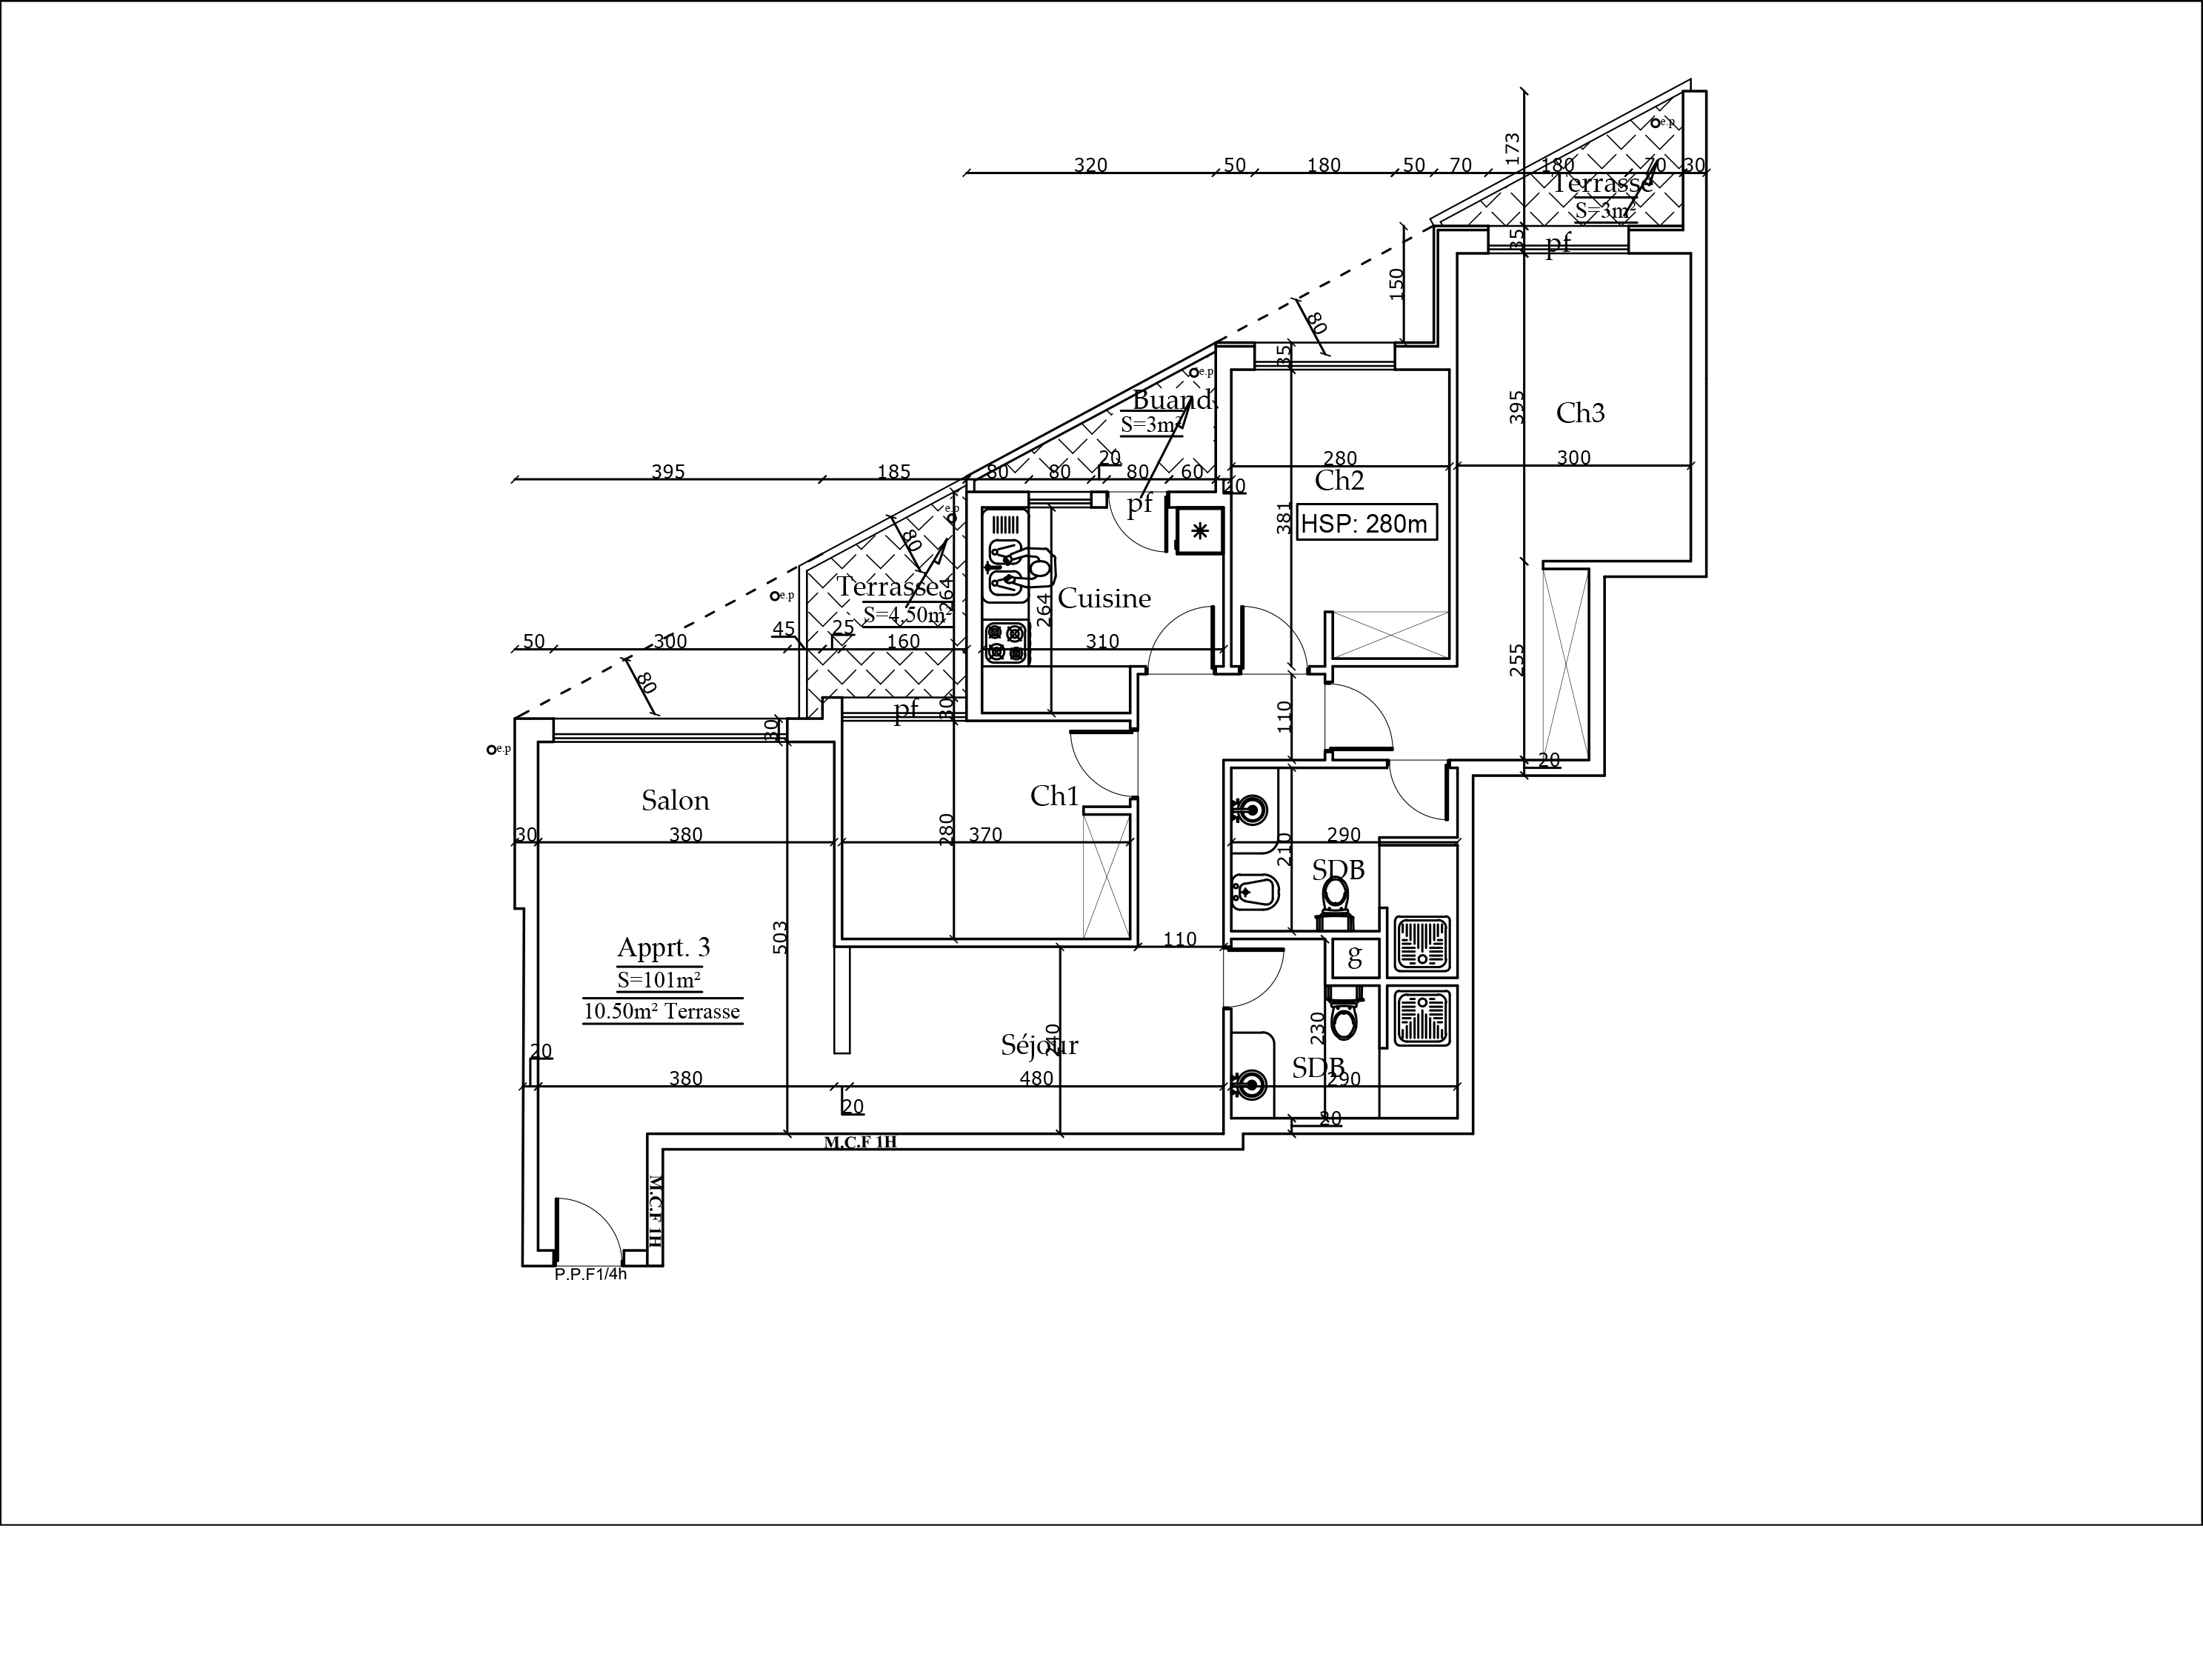 173
320 50 180 50 70 180 70 30
e.p
Terrasse
S=3m²
35
pf
150
80
35
e.p
Buand.
S=3m²
395
Ch3
280
300
Ch2
HSP: 280m
381
395 185 80 80 20 80 60
20
pf
e.p
80
Terrasse
264
S=4.50m²
Cuisine
264
e.p
50 300 45 25 160 310
255
80
pf
30
30
110
e.p
20
Salon
Ch1
30 380 280 370 210 290
SDB
503
110
Apprt. 3
S=101m²
10.50m² Terrasse
g
230
Séjour
240
20
SDB
380 480 290
20
20
M.C.F 1H
M.C.F 1H
P.P.F1/4h